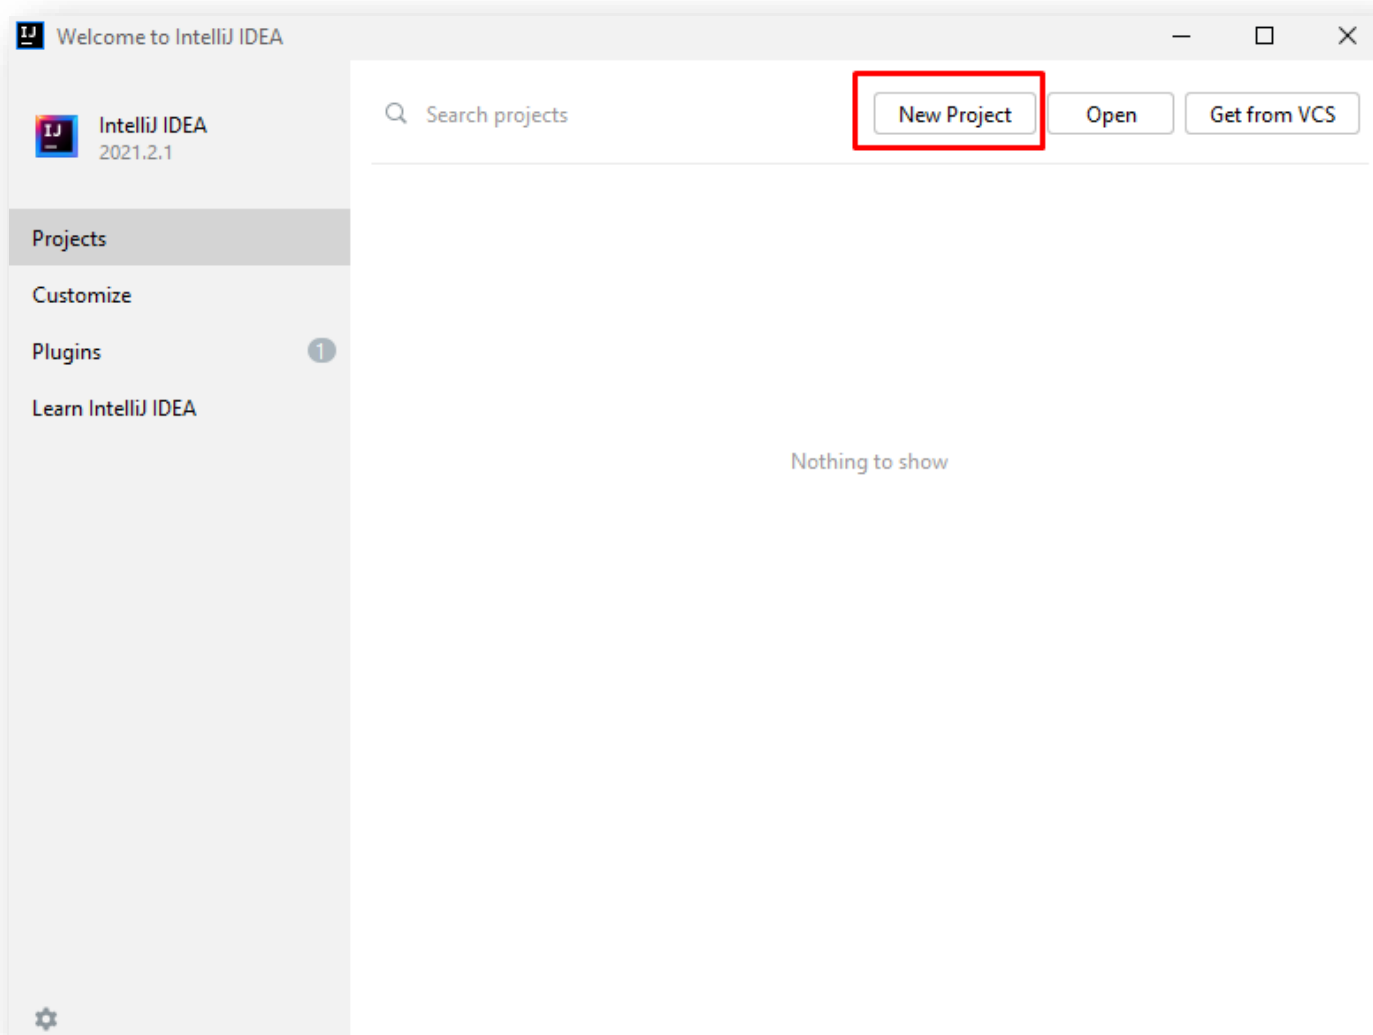 Welcome to IntelliJ IDEA
IntelliJ IDEA
2021.2.1
Search projects
New Project
Open
Get from VCS
Projects
Customize
Plugins
1
Learn IntelliJ IDEA
Nothing to show